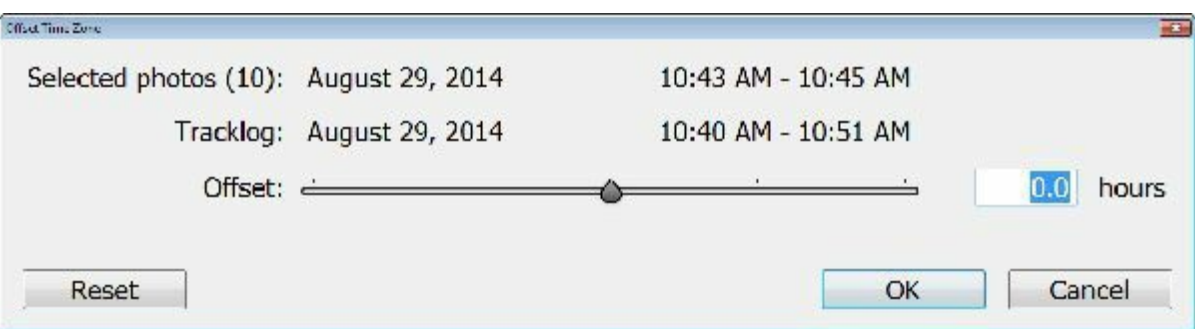 Offset Time Zone
Selected photos (10): August 29, 2014 10:43 AM - 10:45 AM
Tracklog: August 29, 2014 10:40 AM - 10:51 AM
Offset: 0.0 hours
Reset OK Cancel